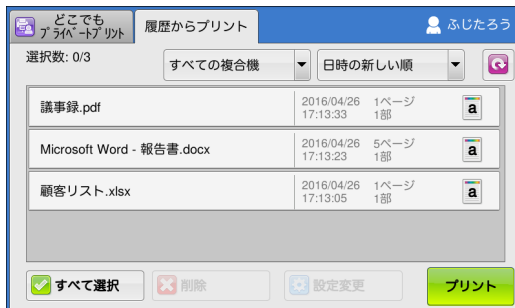 どこでも
プライベートプリント
履歴からプリント
ふじたろう
選択数: 0/3
すべての複合機
日時の新しい順
議事録.pdf
2016/04/26 1ページ
17:13:33 1部
a
Microsoft Word - 報告書.docx
2016/04/26 5ページ
17:13:23 1部
a
顧客リスト.xlsx
2016/04/26 1ページ
17:13:05 1部
a
すべて選択
削除
設定変更
プリント